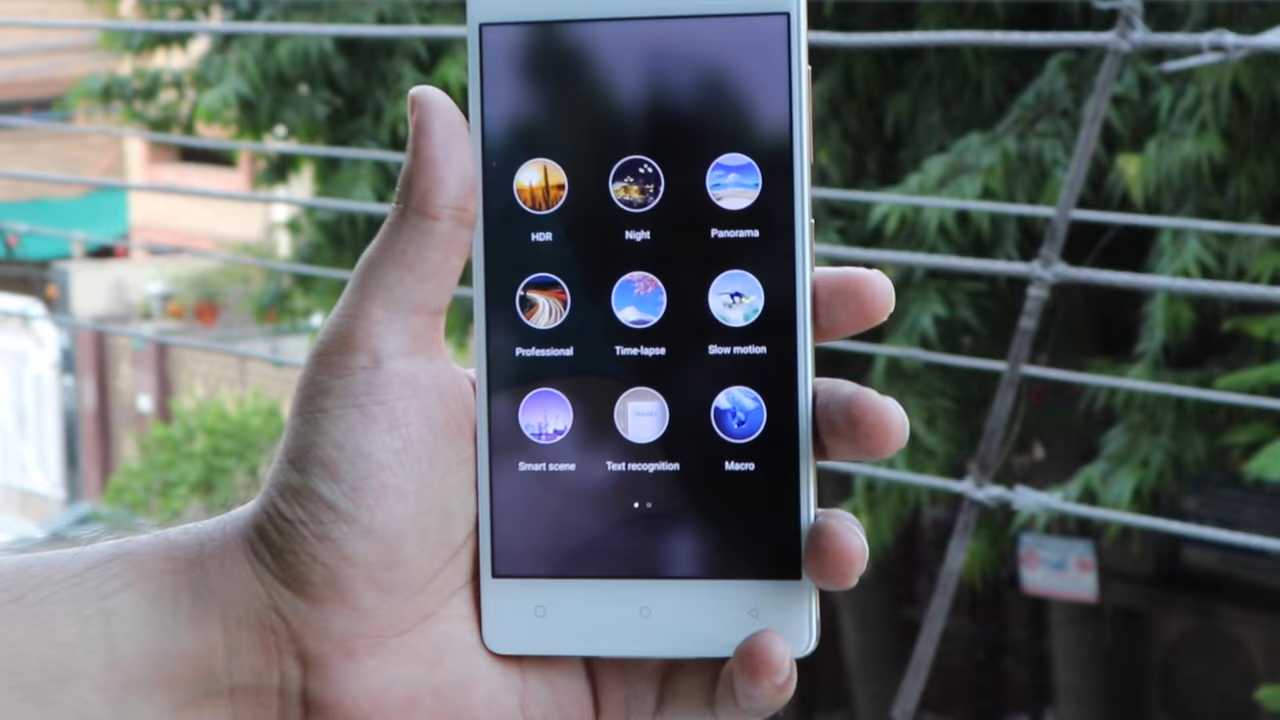 HDR
Night
Panorama
Professional
Time-lapse
Slow motion
Smart scene
Text recognition
Macro